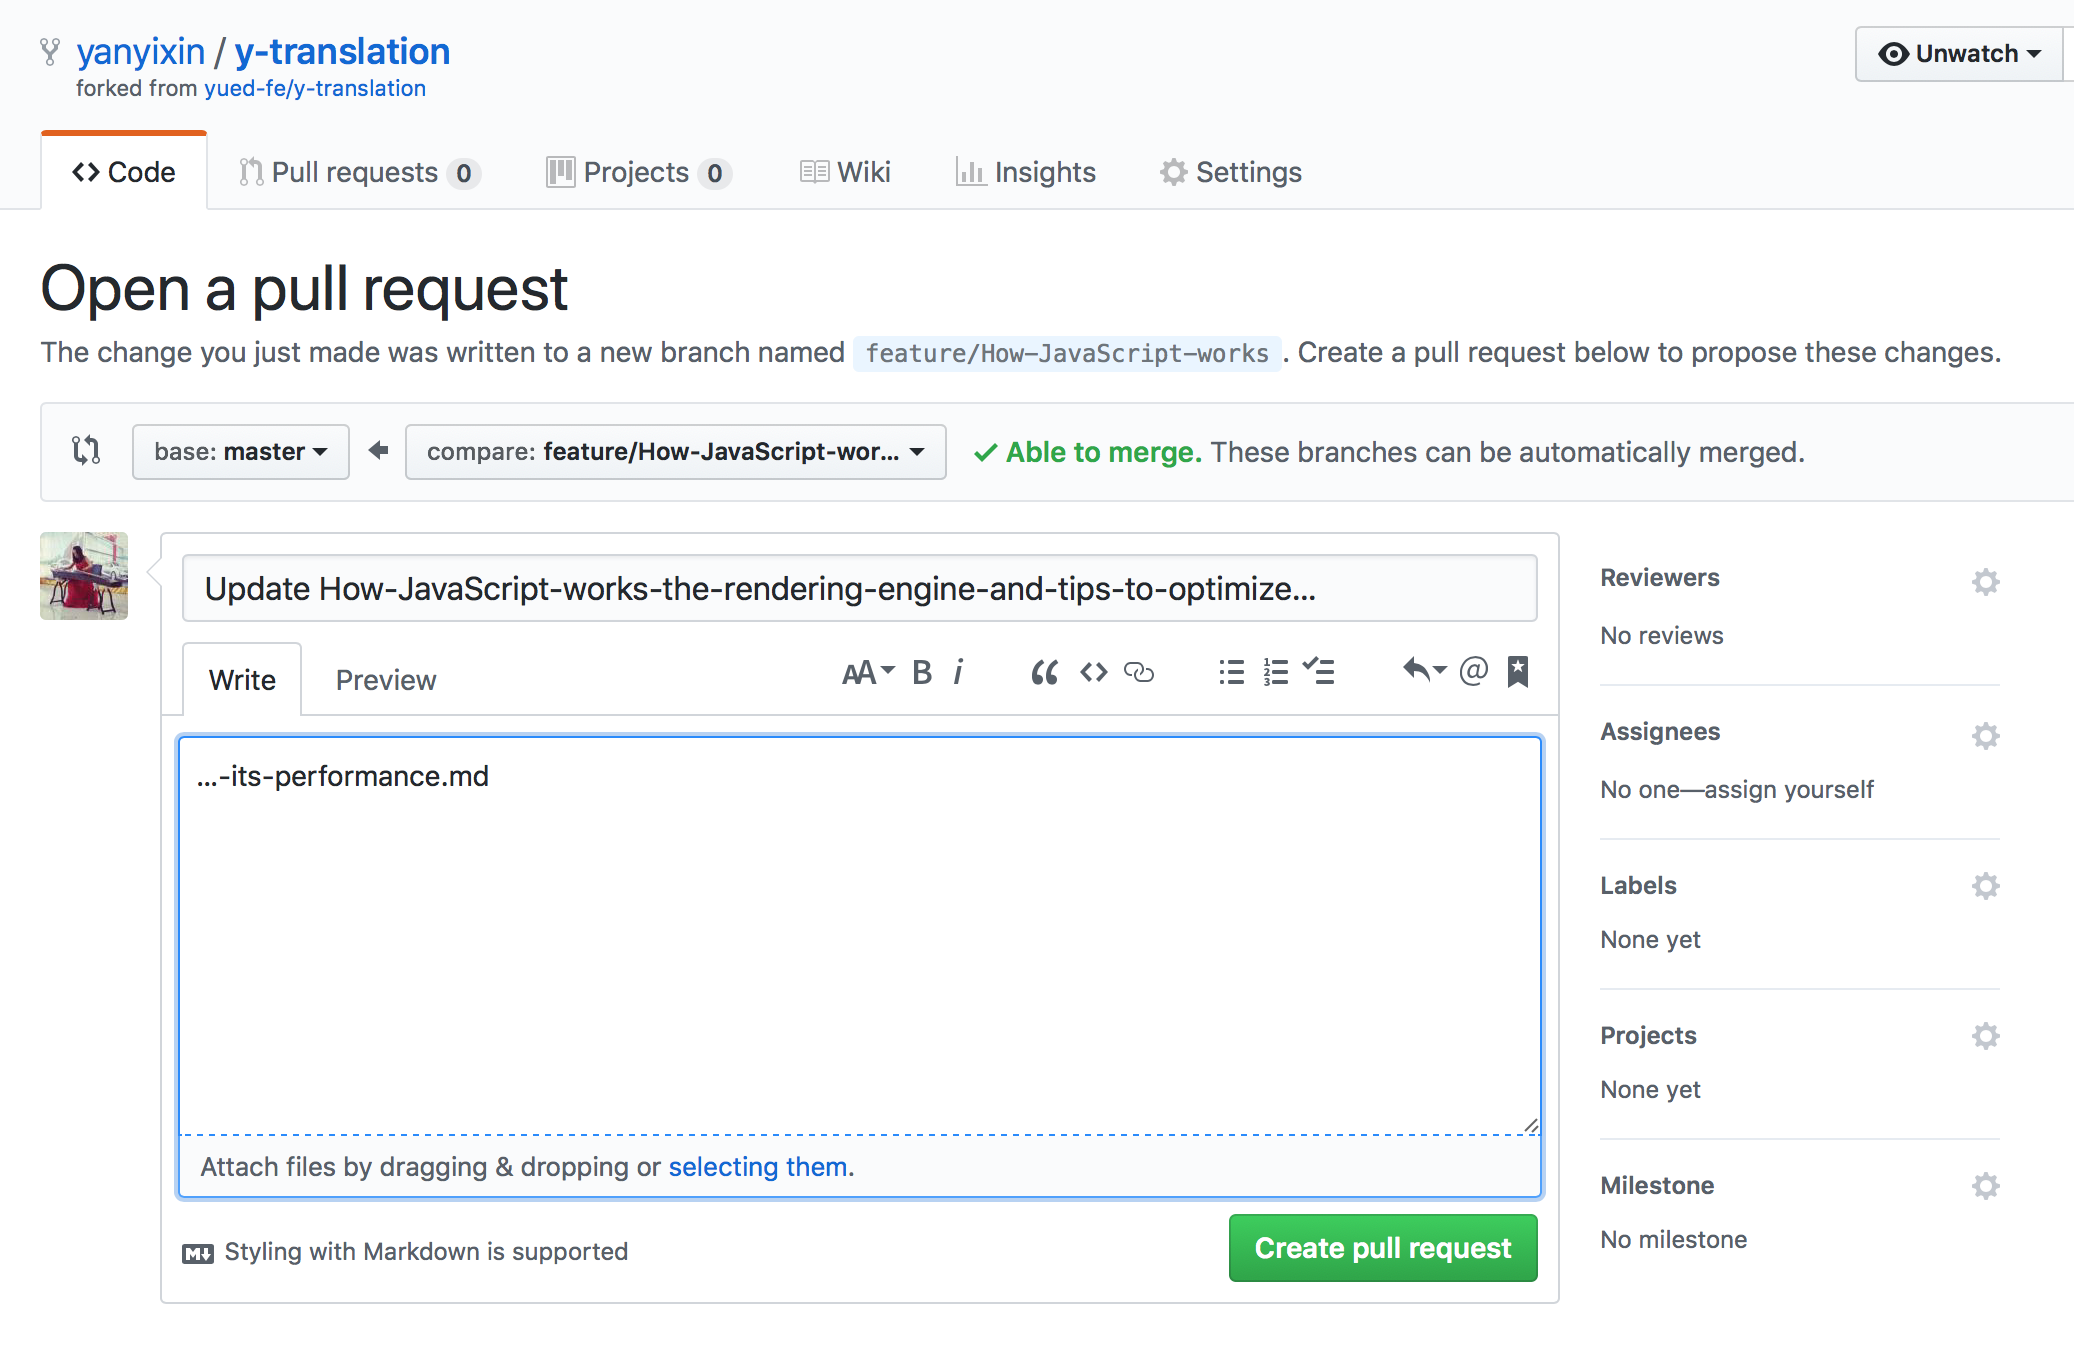 yanyixin / y-translation
Unwatch
forked from yued-fe/y-translation
Code
Pull requests 0
Projects 0
Wiki
Insights
Settings
Open a pull request
The change you just made was written to a new branch named feature/How-JavaScript-works . Create a pull request below to propose these changes.
base: master
compare: feature/How-JavaScript-wor...
Able to merge. These branches can be automatically merged.
Update How-JavaScript-works-the-rendering-engine-and-tips-to-optimize...
Write
Preview
AA
B
i
…-its-performance.md
Attach files by dragging & dropping or selecting them.
Styling with Markdown is supported
Create pull request
Reviewers
No reviews
Assignees
No one—assign yourself
Labels
None yet
Projects
None yet
Milestone
No milestone